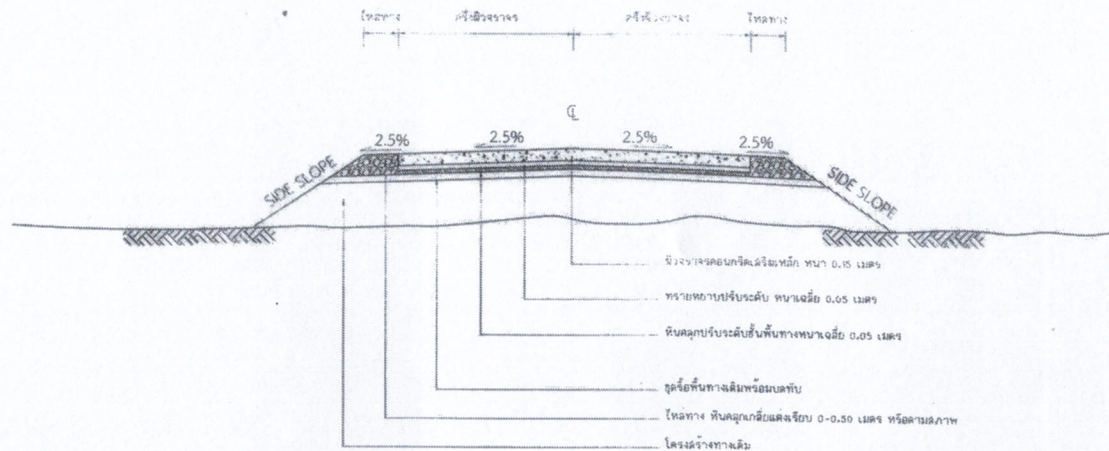 ไหล่ทาง ครึ่งผิวจราจร ครึ่งผิวจราจร ไหล่ทาง
℄
2.5% 2.5% 2.5% 2.5%
SIDE SLOPE SIDE SLOPE
ผิวจราจรคอนกรีตเสริมเหล็ก หนา 0.15 เมตร
ทรายหยาบปรับระดับ หนาเฉลี่ย 0.05 เมตร
หินคลุกปรับระดับชั้นพื้นทางหนาเฉลี่ย 0.05 เมตร
ขุดรื้อพื้นทางเดิมพร้อมบดทับ
ไหล่ทาง หินคลุกเกลี่ยแต่งเรียบ 0-0.50 เมตร หรือตามสภาพ
โครงสร้างทางเดิม